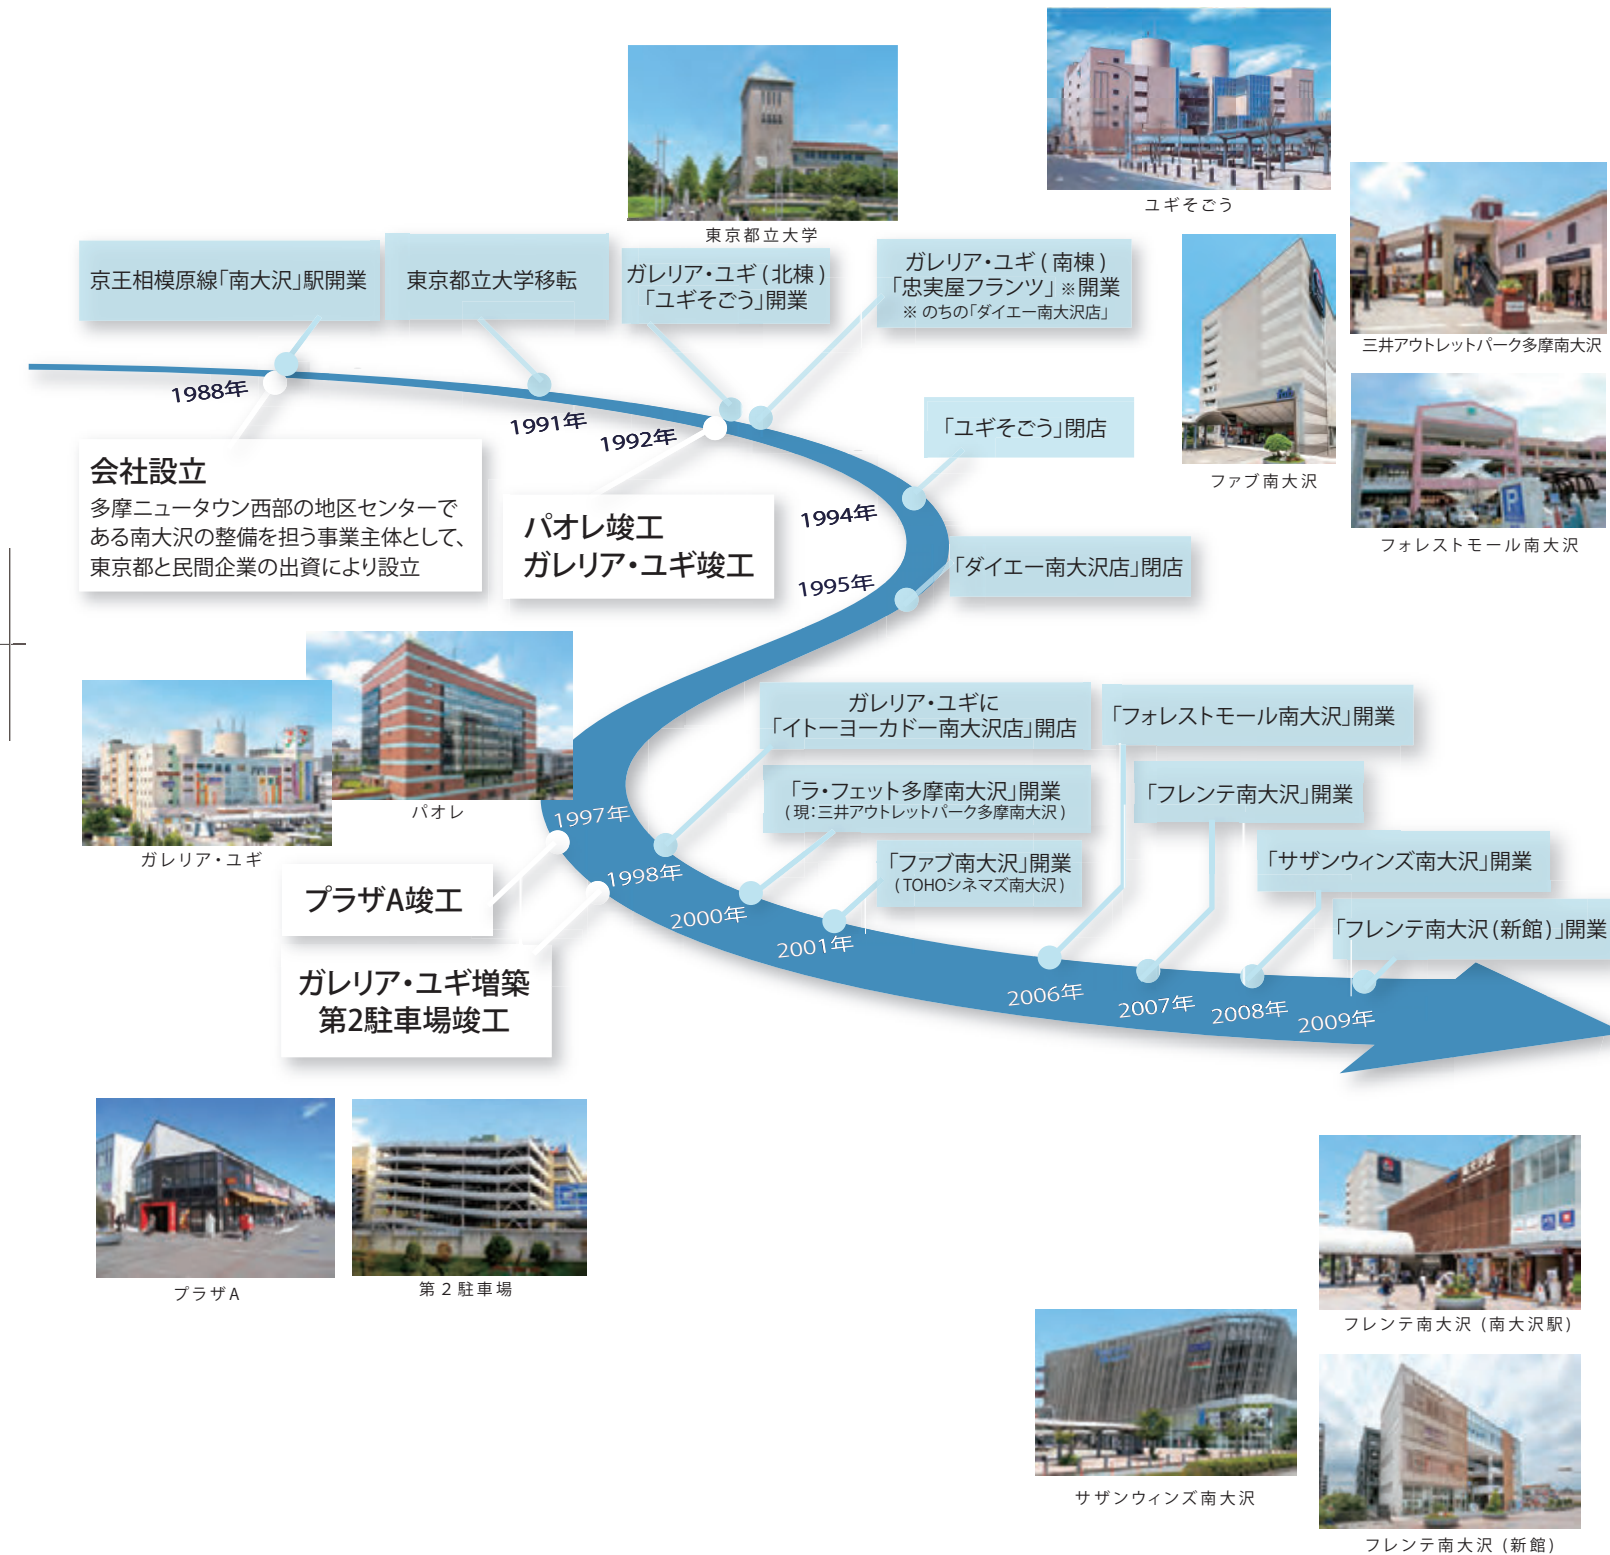 東京都立大学
ユギそごう
京王相模原線「南大沢」駅開業
東京都立大学移転
ガレリア・ユギ(北棟)
「ユギそごう」開業
ガレリア・ユギ(南棟)
「忠実屋フランツ」※開業
※のちの「ダイエー南大沢店」
三井アウトレットパーク多摩南大沢
1988年
1991年
1992年
「ユギそごう」閉店
ファブ南大沢
フォレストモール南大沢
会社設立
多摩ニュータウン西部の地区センターで
ある南大沢の整備を担う事業主体として、
東京都と民間企業の出資により設立
パオレ竣工
ガレリア・ユギ竣工
1994年
1995年
「ダイエー南大沢店」閉店
パオレ
ガレリア・ユギ
ガレリア・ユギに
「イトーヨーカドー南大沢店」開店
「フォレストモール南大沢」開業
「ラ・フェット多摩南大沢」開業
(現:三井アウトレットパーク多摩南大沢)
「フレンテ南大沢」開業
1997年
「ファブ南大沢」開業
(TOHOシネマズ南大沢)
「サザンウィンズ南大沢」開業
プラザA竣工
1998年
2000年
2001年
「フレンテ南大沢(新館)」開業
ガレリア・ユギ増築
第2駐車場竣工
2006年
2007年
2008年
2009年
プラザA
第2駐車場
フレンテ南大沢(南大沢駅)
サザンウィンズ南大沢
フレンテ南大沢(新館)